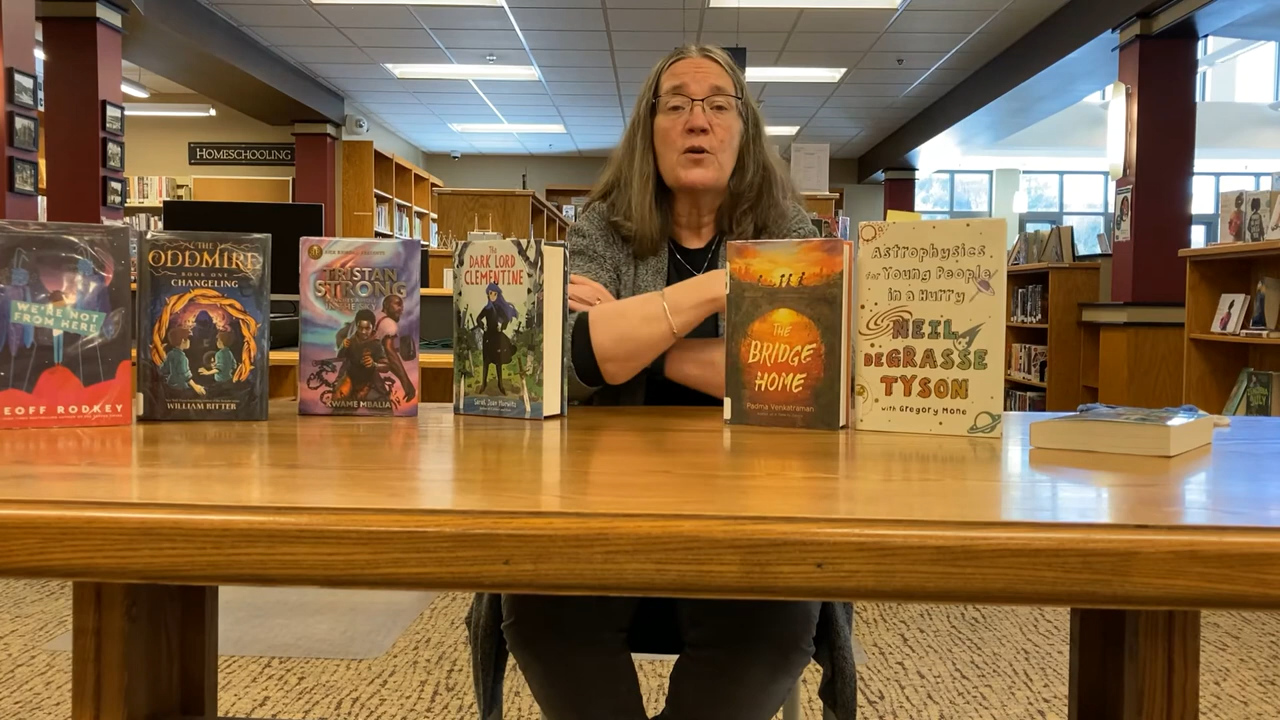 HOMESCHOOLING
WE'RE NOT
FROM HERE
GEOFF RODKEY
THE
ODDMIRE
BOOK ONE
CHANGELING
WILLIAM RITTER
TRISTAN
STRONG
KWAME MBALIA
THE
DARK LORD
CLEMENTINE
Sarah Jean Horwitz
THE
BRIDGE
HOME
Padma Venkatraman
Astrophysics
for Young People
in a Hurry
NEIL
DEGRASSE
TYSON
with Gregory Mone